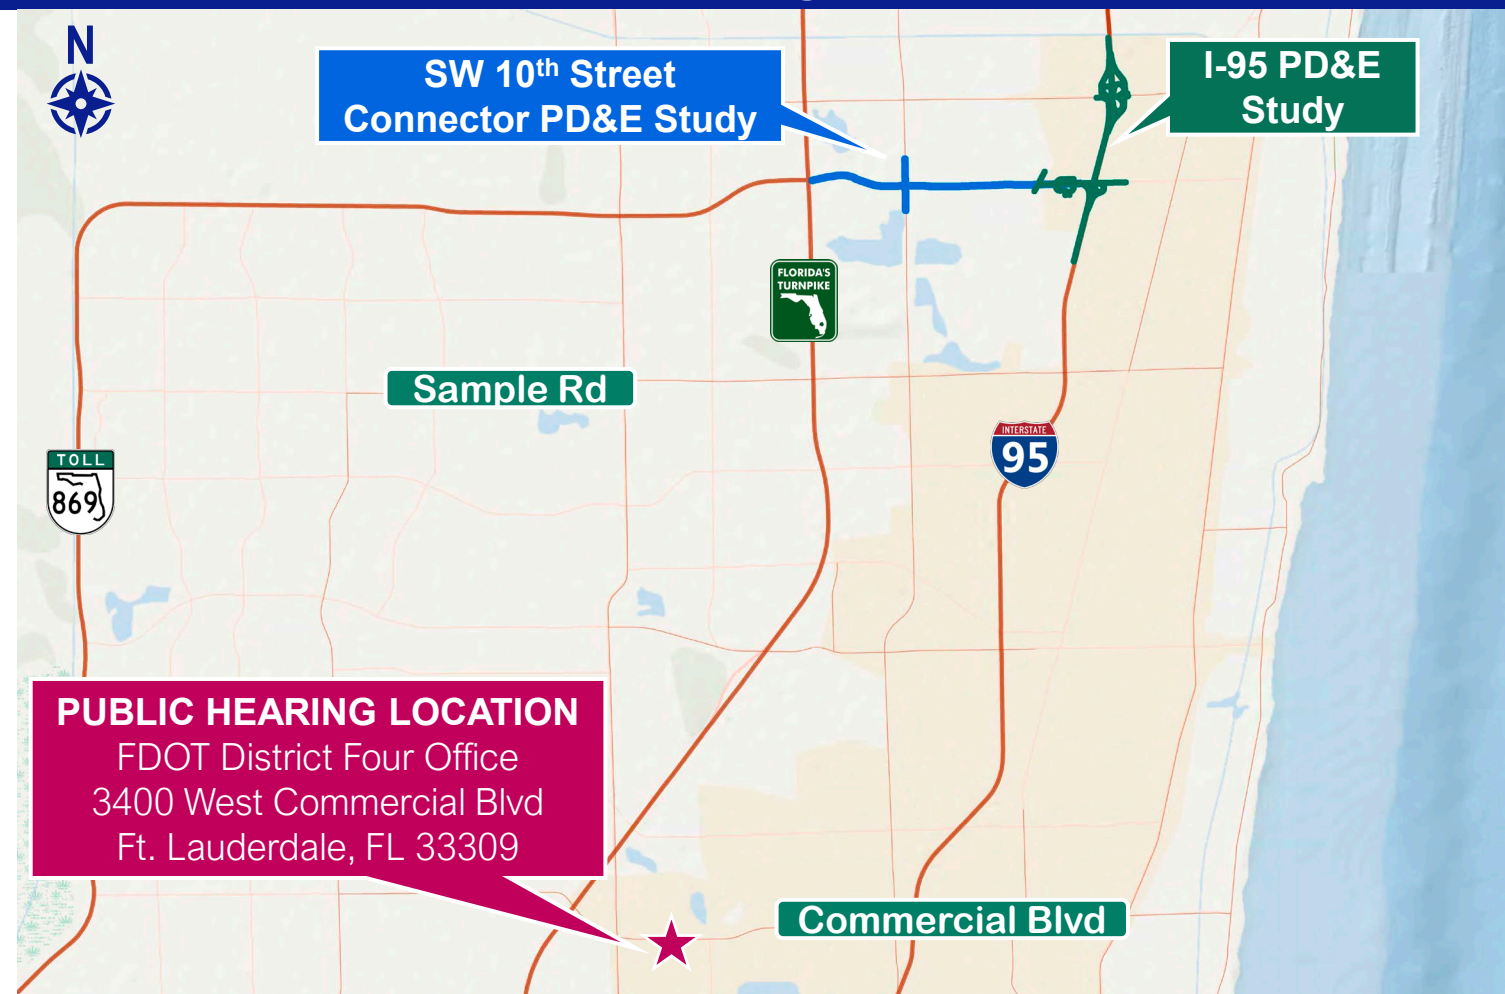 N
SW 10th Street
Connector PD&E Study
I-95 PD&E
Study
FLORIDA'S
TURNPIKE
Sample Rd
INTERSTATE
95
TOLL
869
PUBLIC HEARING LOCATION
FDOT District Four Office
3400 West Commercial Blvd
Ft. Lauderdale, FL 33309
Commercial Blvd